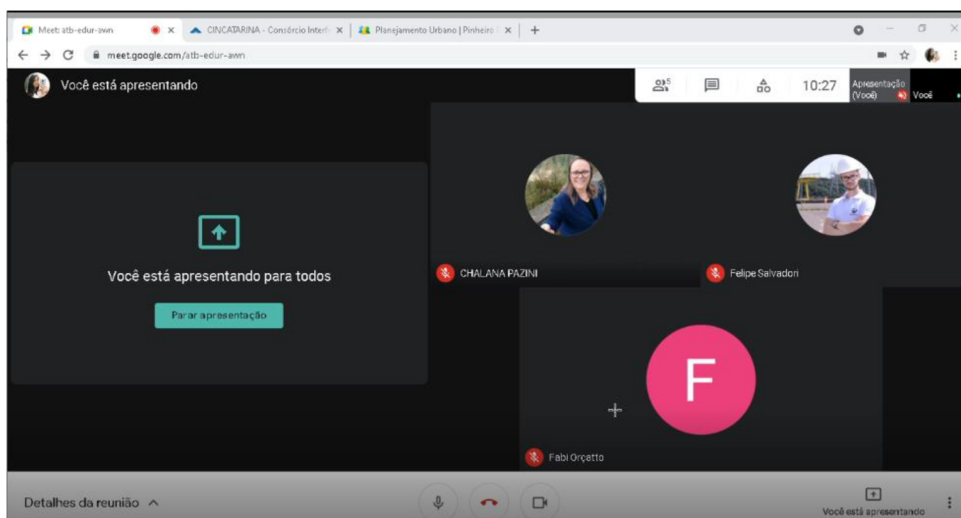 Meet: atb-edur-awn
CINCATARINA - Consórcio Interf
Planejamento Urbano | Pinheiro
meet.google.com/atb-edur-awn
Você está apresentando
5
10:27
Apresentação
(Você)
Você
Você está apresentando para todos
Parar apresentação
CHALANA PAZINI
Felipe Salvadori
F
Fabi Orçatto
Detalhes da reunião
Você está apresentando